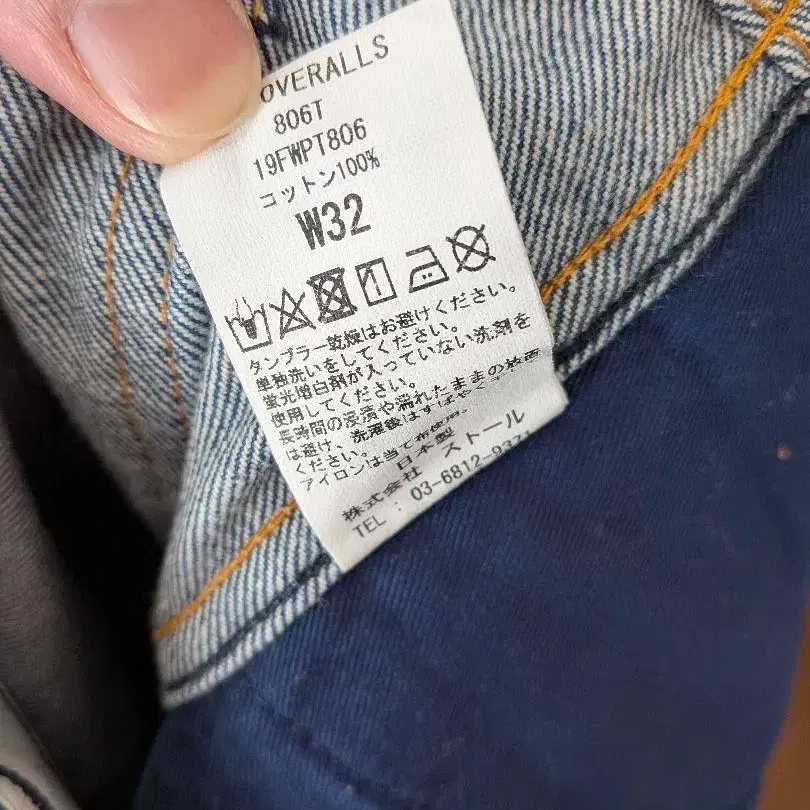 OVERALLS
806T
19FWPT806
コットン100%
W32
タンブラー乾燥はお避けください。
単独洗いをしてください。
蛍光増白剤が入っていない洗剤を
使用してください。
長時間の浸漬や濡れたままの放置
は避け、洗濯後はすばやく
ください。
アイロンは当て布使用。
日本製
株式会社 ストール
TEL : 03-6812-937